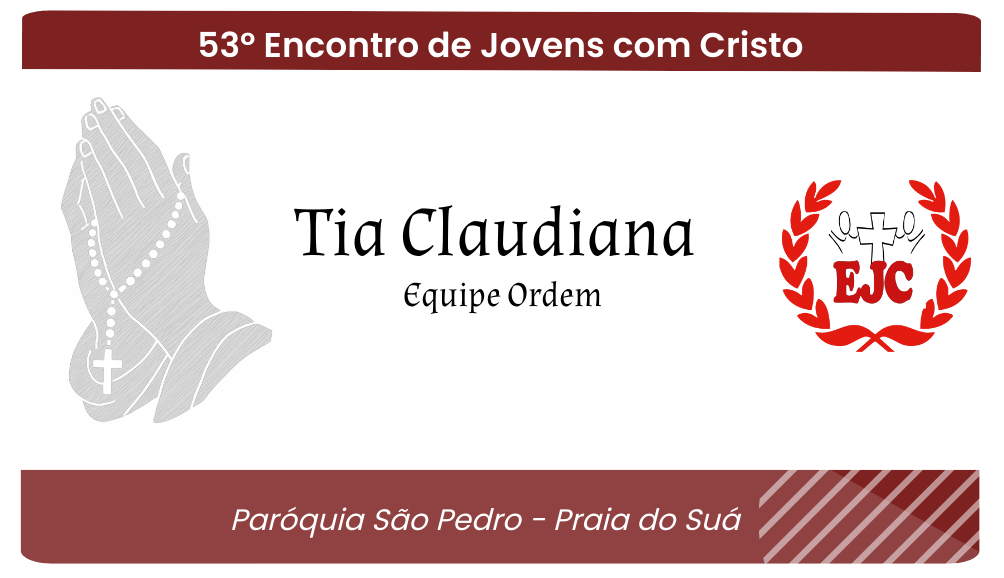 53º Encontro de Jovens com Cristo
Tia Claudiana
Equipe Ordem
EJC
Paróquia São Pedro - Praia do Suá